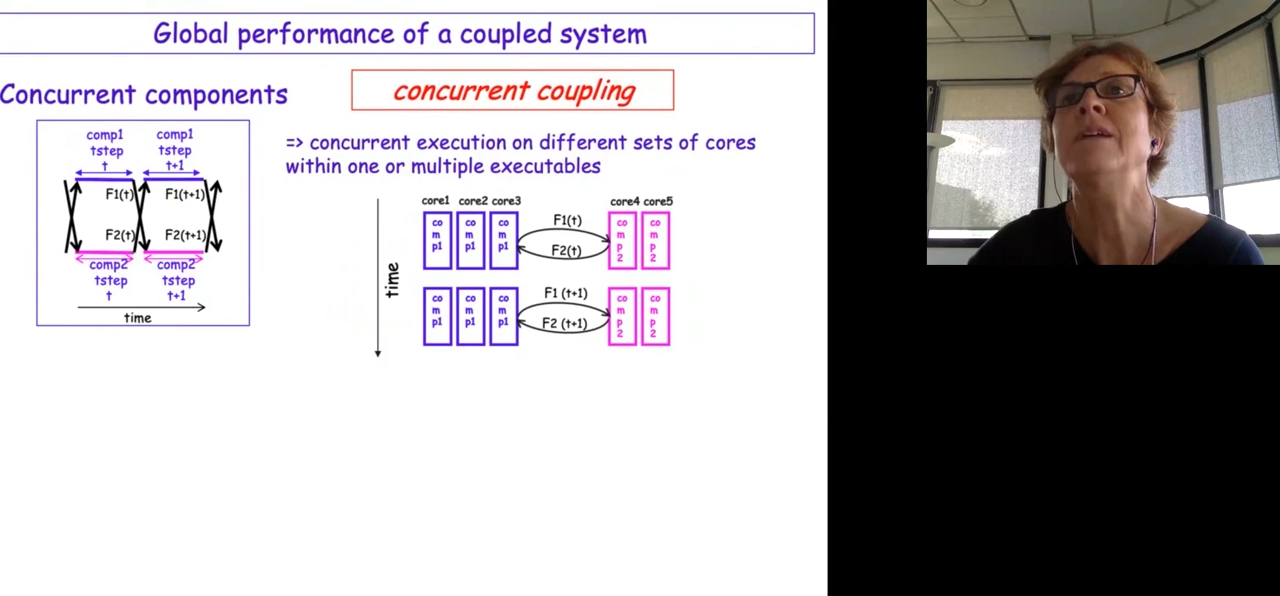 Global performance of a coupled system
Concurrent components
concurrent coupling
comp1 comp1
tstep tstep
t t+1
F1(t) F1(t+1)
F2(t) F2(t+1)
comp2 comp2
tstep tstep
t t+1
time
=> concurrent execution on different sets of cores
within one or multiple executables
core1 core2 core3 core4 core5
time
co m p1
co m p1
co m p1
F1(t)
F2(t)
co m p 2
co m p 2
co m p1
co m p1
co m p1
F1 (t+1)
F2 (t+1)
co m p 2
co m p 2